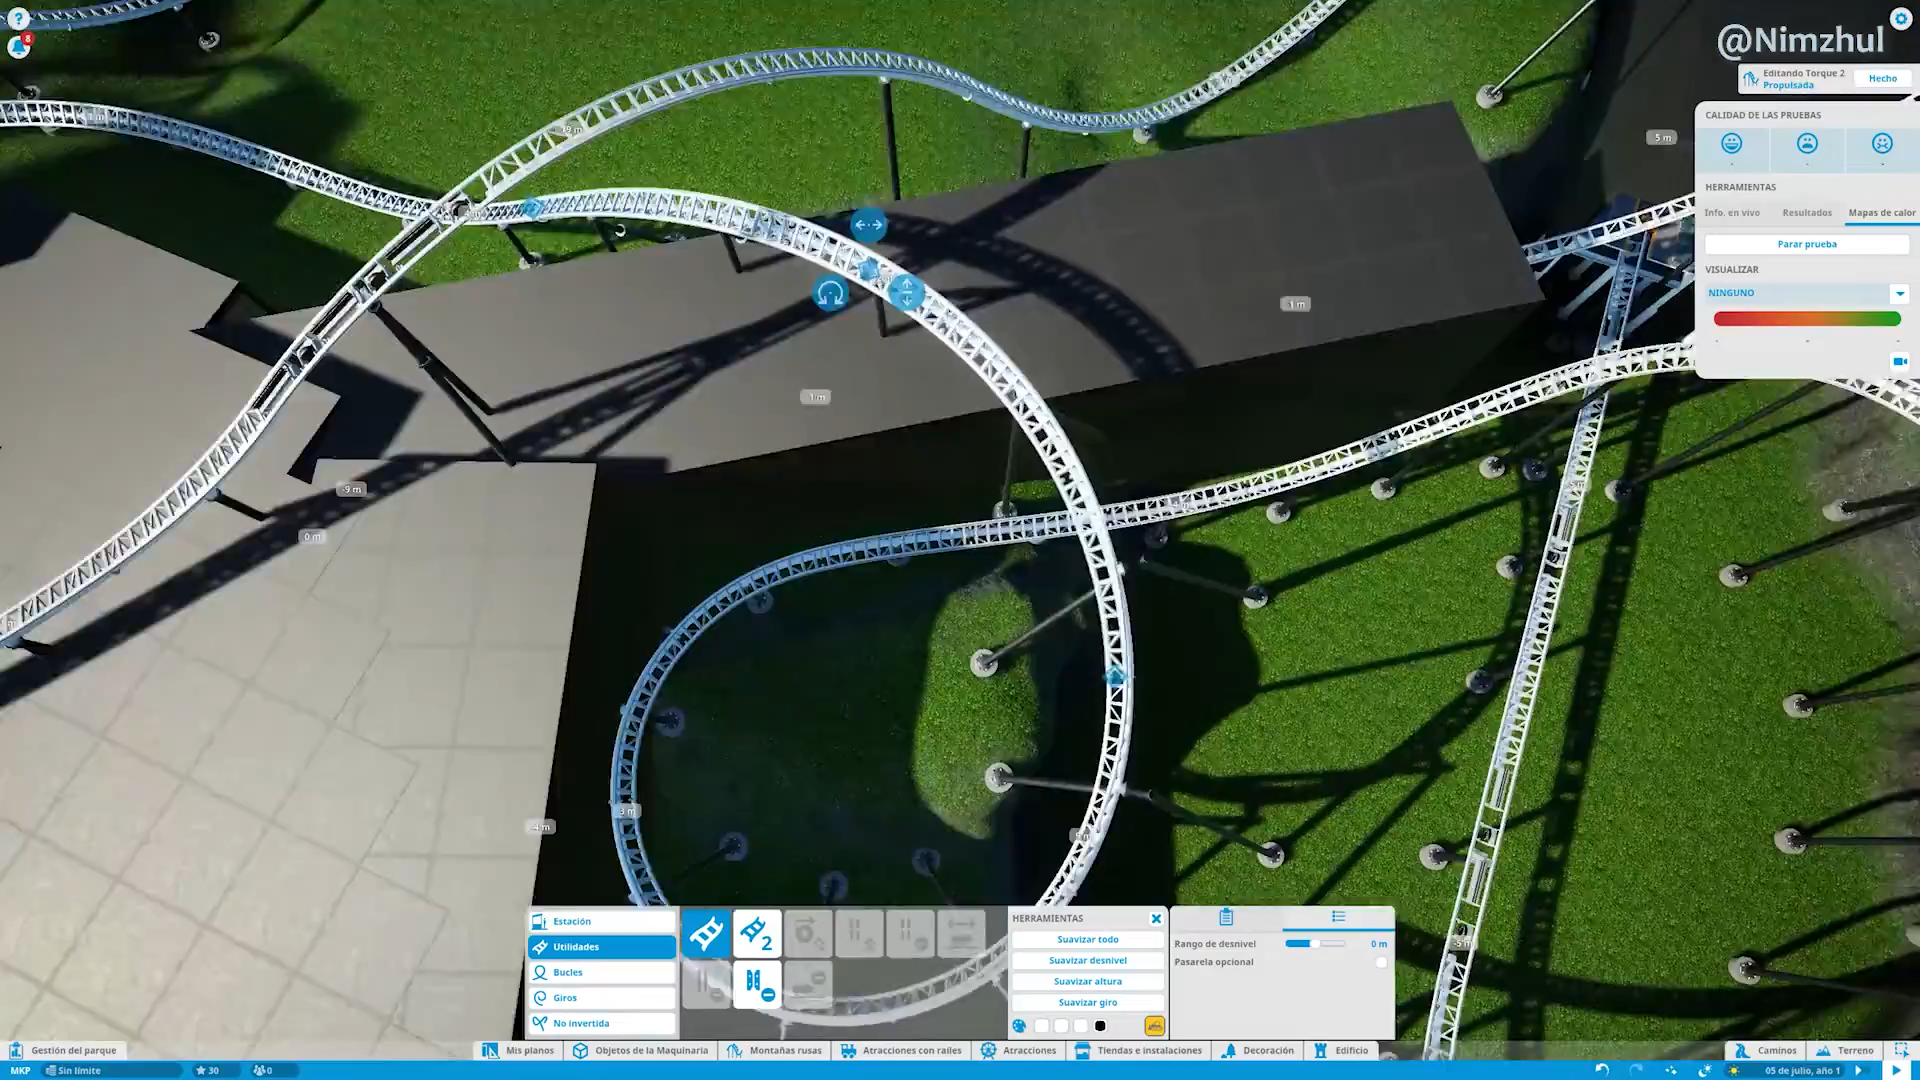 ?
8
@Nimzhul
Editando Torque 2
Propulsada
Hecho
CALIDAD DE LAS PRUEBAS
- - -
HERRAMIENTAS
Info. en vivo Resultados Mapas de calor
Parar prueba
VISUALIZAR
NINGUNO
- - -
5 m
19 m
1 m
-9 m
0 m
-4 m
-5 m
Estación
Utilidades
Bucles
Giros
No invertida
2
HERRAMIENTAS
Suavizar todo
Suavizar desnivel
Suavizar altura
Suavizar giro
Rango de desnivel 0 m
Pasarela opcional
Gestión del parque
Mis planos
Objetos de la Maquinaria
Montañas rusas
Atracciones con raíles
Atracciones
Tiendas e instalaciones
Decoración
Edificio
Caminos
Terreno
MKP
Sin límite
30
0
05 de julio, año 1